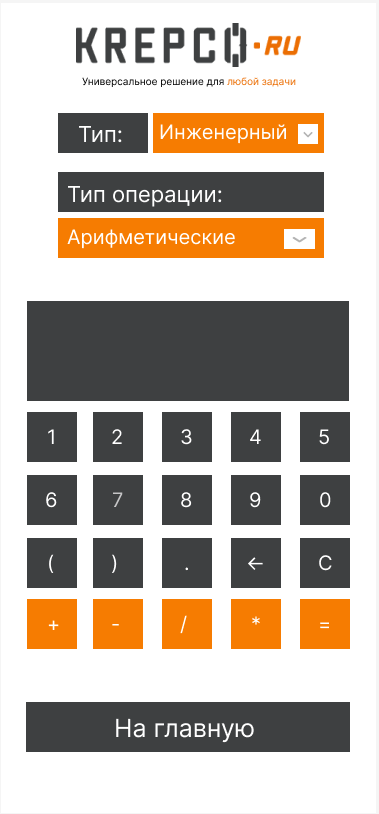 KREPCO.RU
Универсальное решение для любой задачи
Тип: Инженерный
Тип операции:
Арифметические
1 2 3 4 5
6 7 8 9 0
( ) . ← C
+ - / * =
На главную